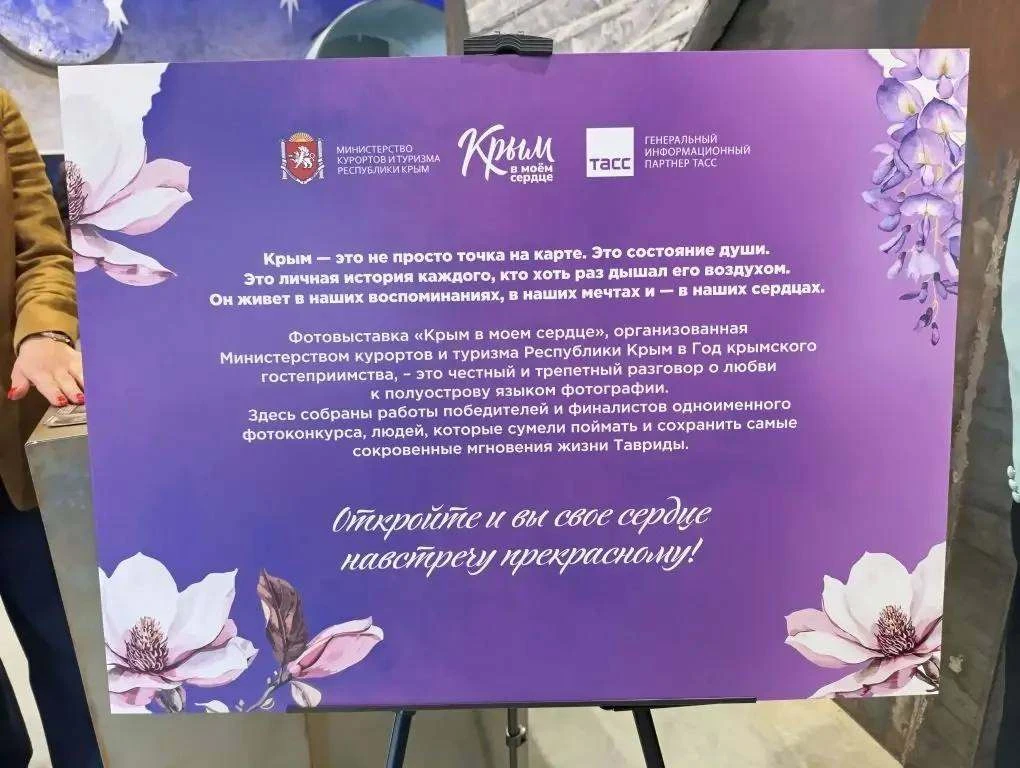 МИНИСТЕРСТВО
КУРОРТОВ И ТУРИЗМА
РЕСПУБЛИКИ КРЫМ
Крым
в моём
сердце
ТАСС
ГЕНЕРАЛЬНЫЙ
ИНФОРМАЦИОННЫЙ
ПАРТНЕР ТАСС
Крым — это не просто точка на карте. Это состояние души.
Это личная история каждого, кто хоть раз дышал его воздухом.
Он живет в наших воспоминаниях, в наших мечтах и — в наших сердцах.
Фотовыставка «Крым в моем сердце», организованная
Министерством курортов и туризма Республики Крым в Год крымского
гостеприимства, – это честный и трепетный разговор о любви
к полуострову языком фотографии.
Здесь собраны работы победителей и финалистов одноименного
фотоконкурса, людей, которые сумели поймать и сохранить самые
сокровенные мгновения жизни Тавриды.
Откройте и вы свое сердце
навстречу прекрасному!